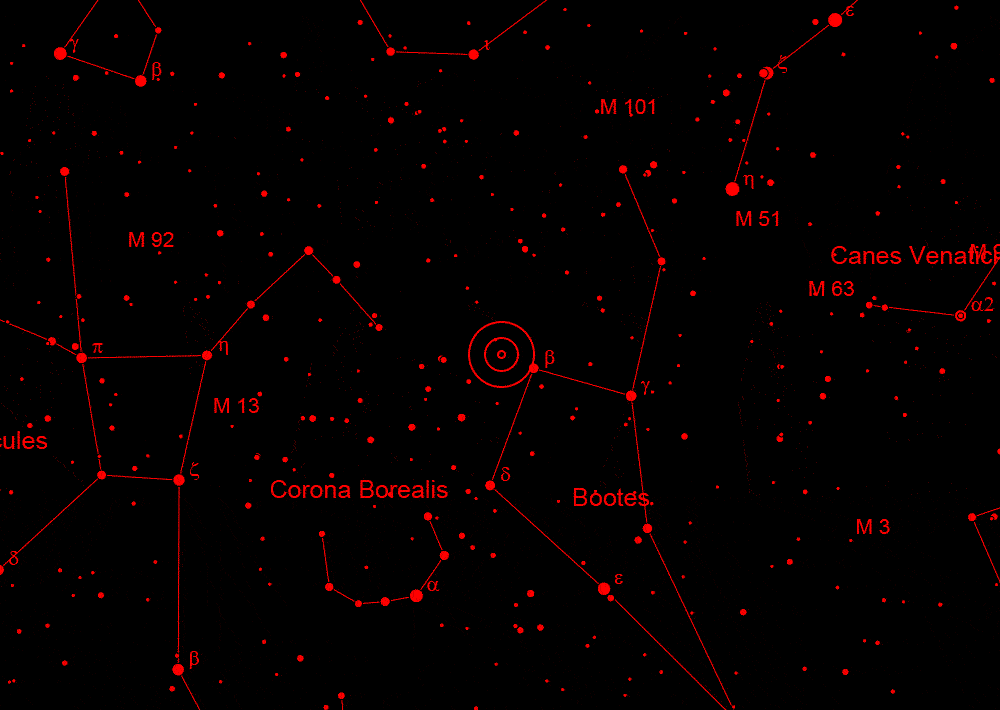 ε
γ
ι
β
ζ
M 101
η
M 51
M 92
Canes Venatici
M 63
α2
π
η
β
γ
M 13
cules
ζ
δ
Corona Borealis
Bootes
M 3
δ
ε
α
β